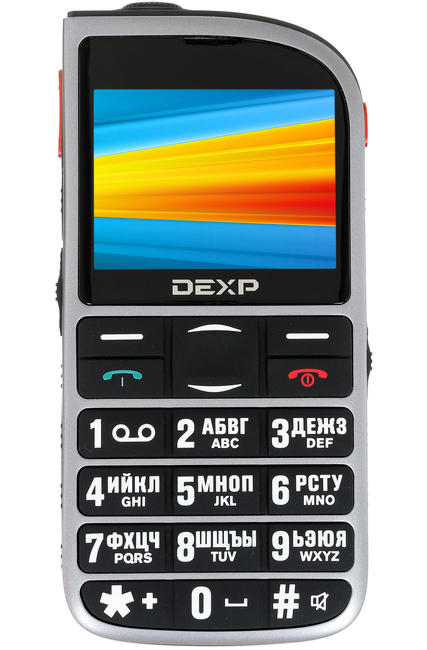 DEXP
1 2 АБВГ ABC 3 ДЕЖЗ DEF
4 ИЙКЛ GHI 5 МНОП JKL 6 РСТУ MNO
7 ФХЦЧ PQRS 8 ШЩЪЫ TUV 9 ЬЭЮЯ WXYZ
* + 0 #